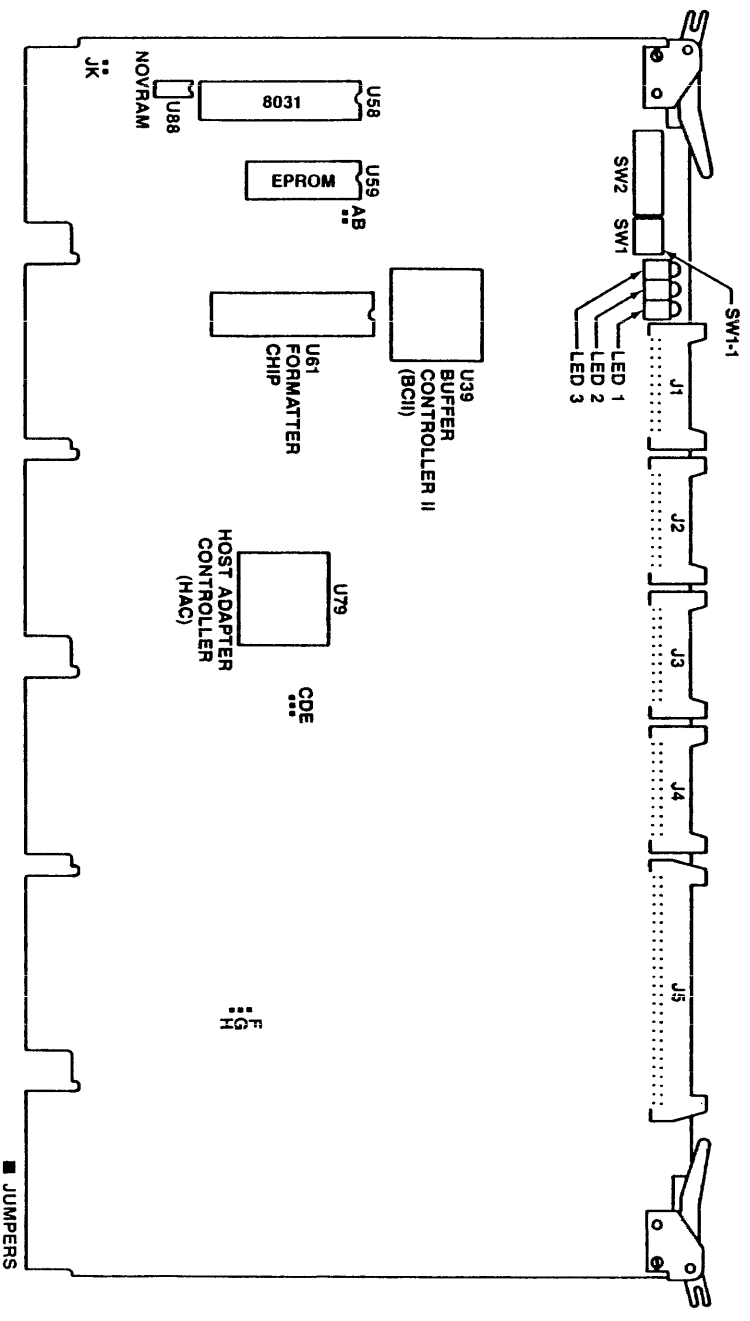 SW1-1
SW2
SW1
LED 1
LED 2
LED 3
J1
J2
J3
J4
J5
U58
8031
U88
NOVRAM
JK
U59
EPROM
AB
U39
BUFFER
CONTROLLER II
(BCII)
U61
FORMATTER
CHIP
U79
HOST ADAPTER
CONTROLLER
(HAC)
CDE
F
G
H
JUMPERS